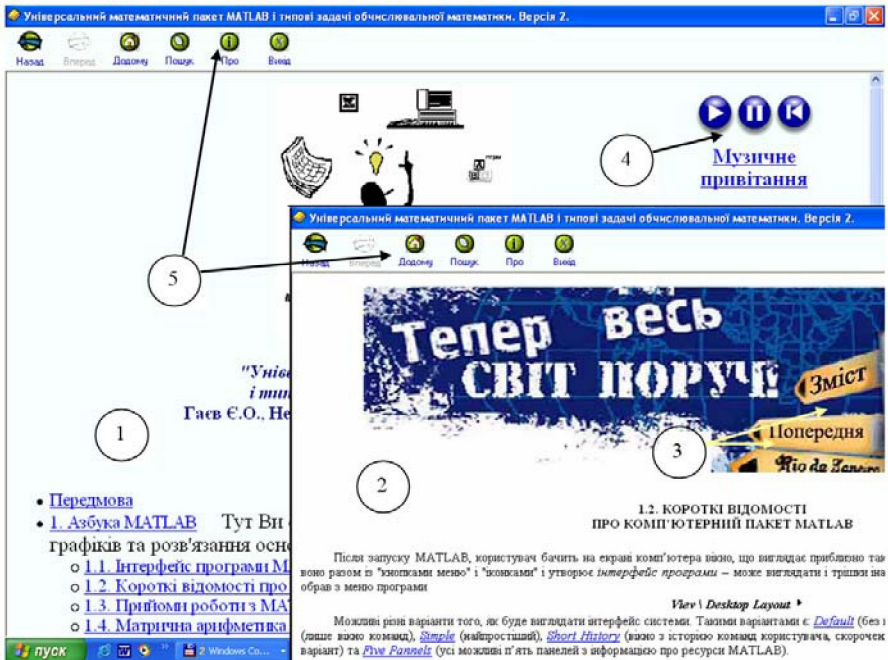 Універсальний математичний пакет MATLAB і типові задачі обчислювальної математики. Версія 2.
Назад Вперед Додому Пошук Про Вихід
4
Музичне
привітання
Універсальний математичний пакет MATLAB і типові задачі обчислювальної математики. Версія 2.
Назад Вперед Додому Пошук Про Вихід
5
Тепер весь
світ поруч!
Зміст
Попередня
Rio de Janeiro
3
"Уніве
і тип
Гаєв Є.О., Не
1
2
1.2. КОРОТКІ ВІДОМОСТІ
ПРО КОМП'ЮТЕРНИЙ ПАКЕТ MATLAB
Передмова
1. Азбука MATLAB Тут Ви
графіків та розв'язання осно
1.1. Інтерфейс програми М
1.2. Короткі відомості про
1.3. Прийоми роботи з МА
1.4. Матрична арифметика
Після запуску MATLAB, користувач бачить на екрані комп'ютера вікно, що виглядає приблизно так
воно разом із "кнопками меню" і "іконками" і утворює інтерфейс програми – може виглядати і трішки іна
обрав з меню програми
Viev \ Desktop Layout
Можливі різні варіанти того, як буде виглядати інтерфейс системи. Такими варіантами є: Default (без і
(лише вікно команд), Simple (найпростіший), Short History (вікно з історією команд користувача, скорочен
варіант) та Five Pannels (усі можливі п'ять панелей з інформацією про ресурси MATLAB).
пуск
2 Windows Co...